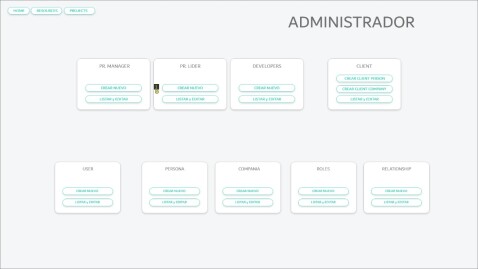 HOME RESOURCES PROJECTS
ADMINISTRADOR
PR. MANAGER PR. LIDER DEVELOPERS CLIENT
CREAR CLIENT PERSON
CREAR NUEVO CREAR NUEVO CREAR NUEVO CREAR CLIENT COMPANY
LISTAR y EDITAR LISTAR y EDITAR LISTAR y EDITAR LISTAR y EDITAR
USER PERSONA COMPANIA ROLES RELATIONSHIP
CREAR NUEVO CREAR NUEVO CREAR NUEVO CREAR NUEVO CREAR NUEVO
LISTAR y EDITAR LISTAR y EDITAR LISTAR y EDITAR LISTAR y EDITAR LISTAR y EDITAR